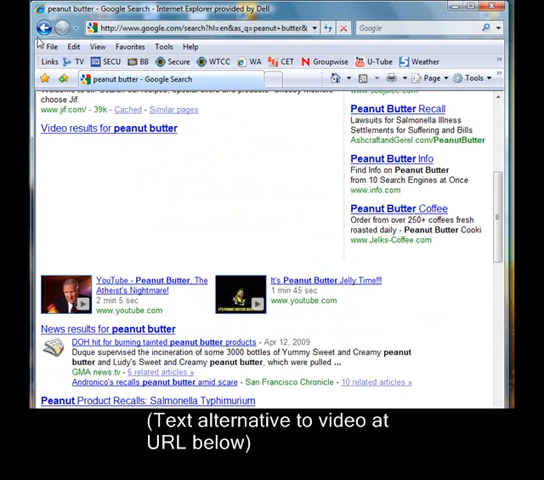 peanut butter - Google Search - Internet Explorer provided by Dell
http://www.google.com/search?hl=en&as_q=peanut+butter&
Google
File Edit View Favorites Tools Help
Links TV SECU BB Secure WTCC WA CET Groupwise U-Tube Weather
peanut butter - Google Search
Page Tools
choose Jif.
www.jif.com/ - 39k - Cached - Similar pages
Video results for peanut butter
Peanut Butter Recall
Lawsuits for Salmonella Illness
Settlements for Suffering and Bills
AshcraftandGerel.com/PeanutButter
Peanut Butter Info
Find Info on Peanut Butter
from 10 Search Engines at Once
www.info.com
Peanut Butter Coffee
Order from over 250+ coffees fresh
roasted daily - Peanut Butter Cooki
www.Jelks-Coffee.com
YouTube - Peanut Butter, The
Atheist's Nightmare!
2 min 5 sec
www.youtube.com
It's Peanut Butter Jelly Time!!!
1 min 45 sec
www.youtube.com
News results for peanut butter
DOH hit for burning tainted peanut butter products - Apr 12, 2009
Duque supervised the incineration of some 3000 bottles of Yummy Sweet and Creamy peanut
butter and Ludy's Sweet and Creamy peanut butter, which were pulled ...
GMA news.tv - 6 related articles »
Andronico's recalls peanut butter amid scare - San Francisco Chronicle - 10 related articles »
Peanut Product Recalls: Salmonella Typhimurium
(Text alternative to video at
URL below)